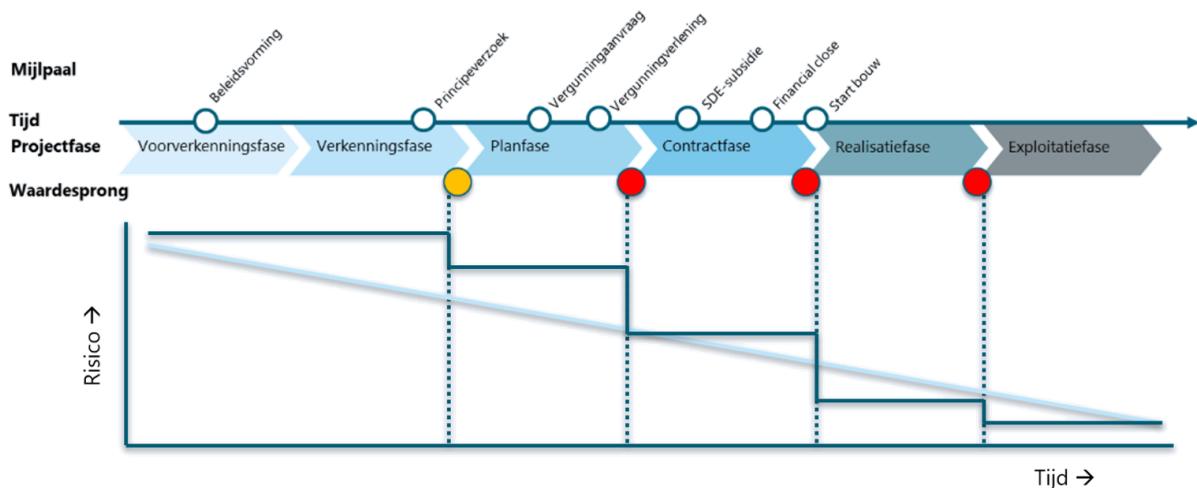 Mijlpaal
Beleidsvorming
Principeverzoek
Vergunningaanvraag
Vergunningverlening
SDE-subsidie
Financial close
Start bouw
Tijd
Projectfase
Voorverkenningsfase
Verkenningsfase
Planfase
Contractfase
Realisatiefase
Exploitatiefase
Waardesprong
Risico →
Tijd →